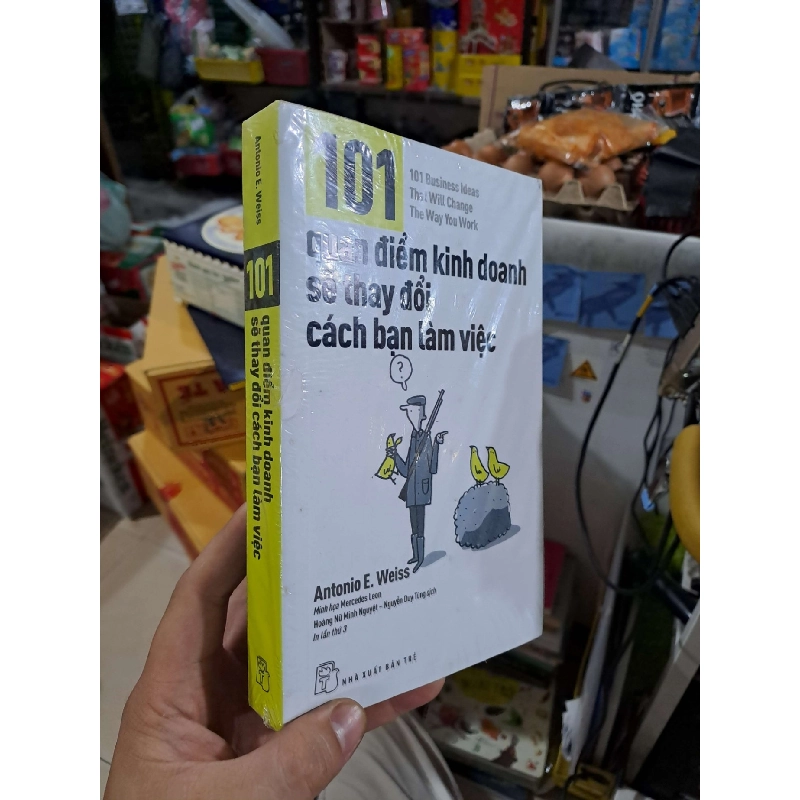 101
101 Business Ideas
That Will Change
The Way You Work
quan điểm kinh doanh
sẽ thay đổi
cách bạn làm việc
?
Antonio E. Weiss
Minh họa Mercedes Leon
Hoàng Nữ Minh Nguyệt – Nguyễn Duy Tùng dịch
In lần thứ 3
NHÀ XUẤT BẢN TRẺ
Antonio E. Weiss
101
quan điểm kinh doanh
sẽ thay đổi cách bạn làm việc